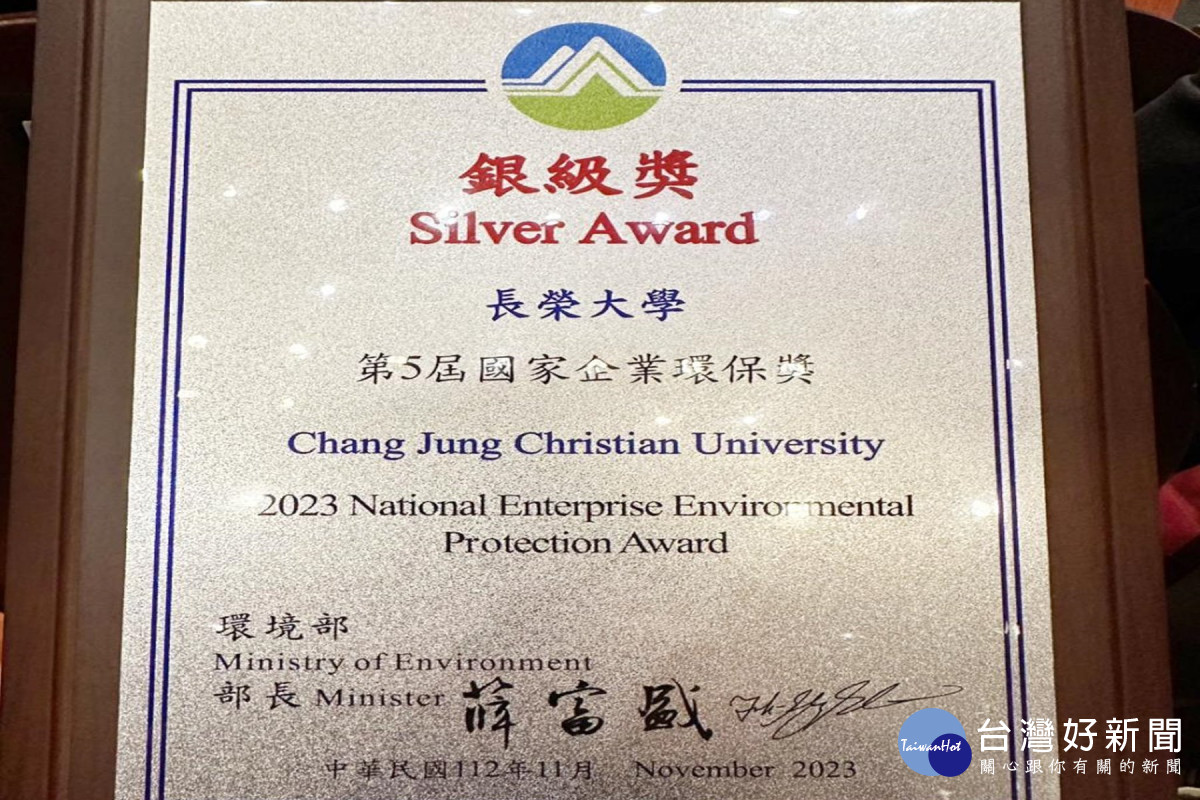 銀級獎
Silver Award
長榮大學
第5屆國家企業環保獎
Chang Jung Christian University
2023 National Enterprise Environmental
Protection Award
環境部
Ministry of Environment
部長 Minister 薛富盛
中華民國112年11月 November 2023
TaiwanHot
台灣好新聞
關心跟你有關的新聞